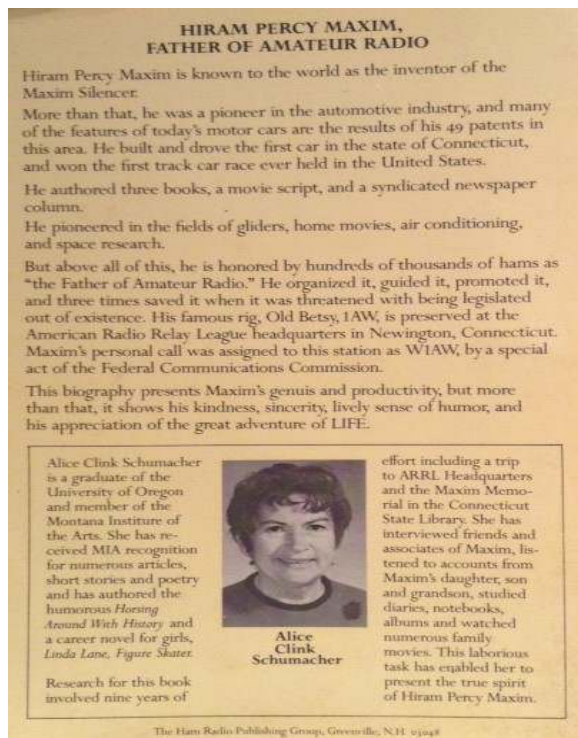 HIRAM PERCY MAXIM,
FATHER OF AMATEUR RADIO
Hiram Percy Maxim is known to the world as the inventor of the
Maxim Silencer.
More than that, he was a pioneer in the automotive industry, and many
of the features of today's motor cars are the results of his 49 patents in
this area. He built and drove the first car in the state of Connecticut,
and won the first track car race ever held in the United States.
He authored three books, a movie script, and a syndicated newspaper
column.
He pioneered in the fields of gliders, home movies, air conditioning,
and space research.
But above all of this, he is honored by hundreds of thousands of hams as
"the Father of Amateur Radio." He organized it, guided it, promoted it,
and three times saved it when it was threatened with being legislated
out of existence. His famous rig, Old Betsy, 1AW, is preserved at the
American Radio Relay League headquarters in Newington, Connecticut.
Maxim's personal call was assigned to this station as W1AW, by a special
act of the Federal Communications Commission.
This biography presents Maxim's genuis and productivity, but more
than that, it shows his kindness, sincerity, lively sense of humor, and
his appreciation of the great adventure of LIFE.
Alice Clink Schumacher
is a graduate of the
University of Oregon
and member of the
Montana Institute of
the Arts. She has re-
ceived MIA recognition
for numerous articles,
short stories and poetry
and has authored the
humorous Horsing
Around With History and
a career novel for girls,
Linda Lane, Figure Skater.
Research for this book
involved nine years of
Alice
Clink
Schumacher
effort including a trip
to ARRL Headquarters
and the Maxim Memo-
rial in the Connecticut
State Library. She has
interviewed friends and
associates of Maxim, lis-
tened to accounts from
Maxim's daughter, son
and grandson, studied
diaries, notebooks,
albums and watched
numerous family
movies. This laborious
task has enabled her to
present the true spirit
of Hiram Percy Maxim.
The Ham Radio Publishing Group, Greenville, N.H. 03048